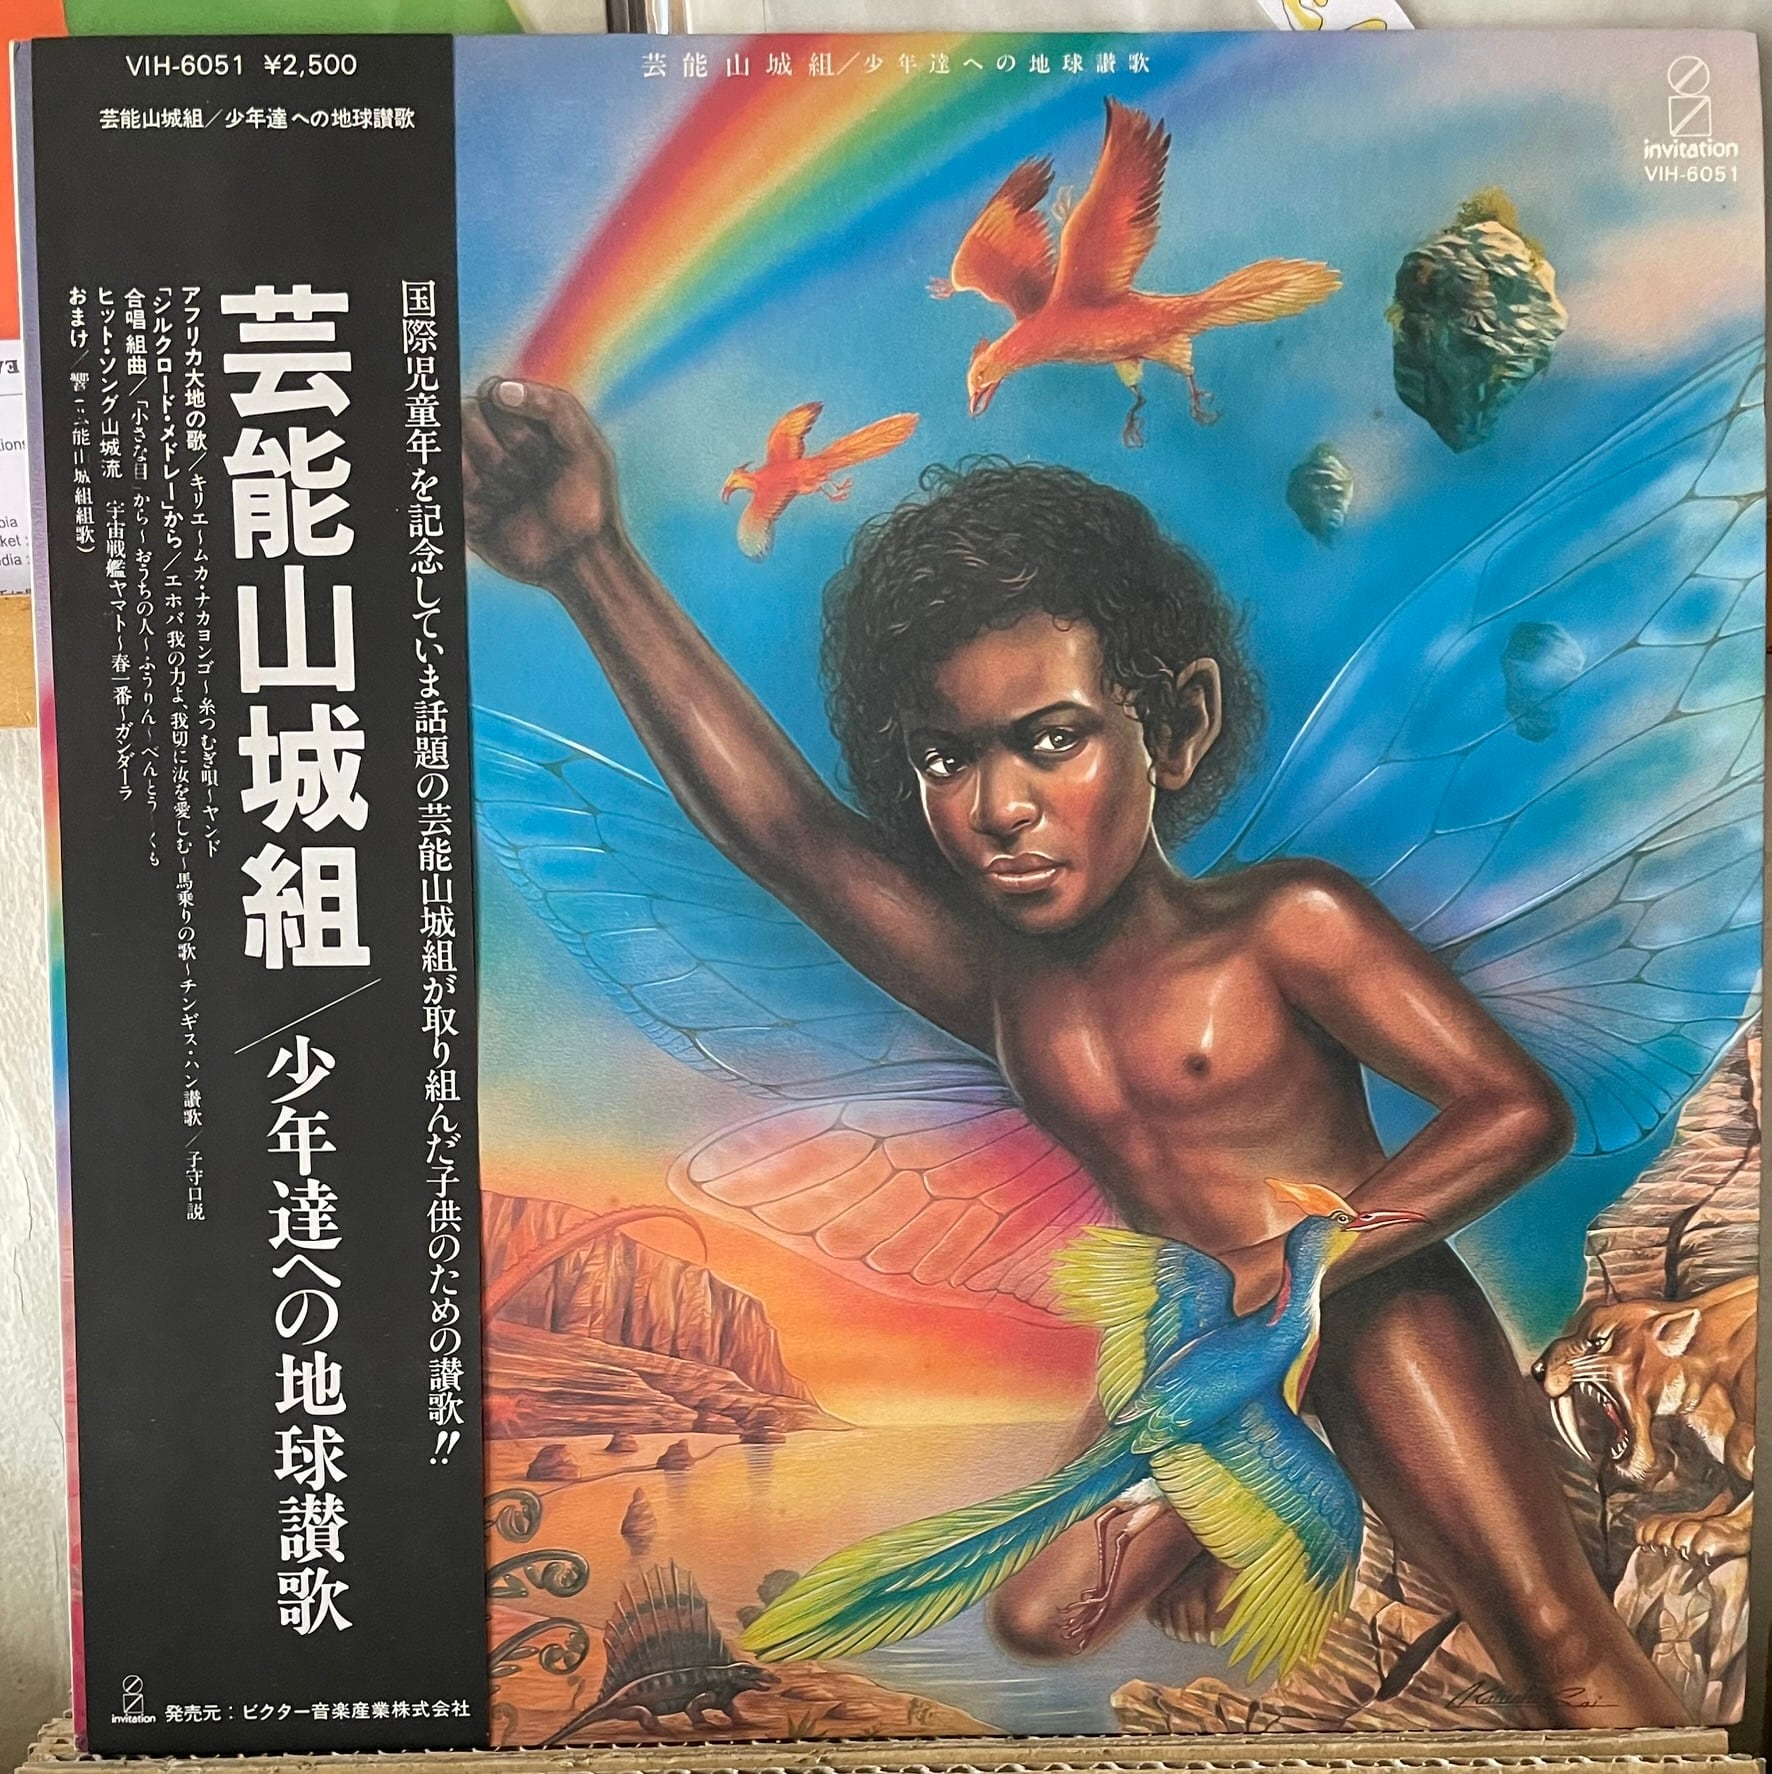 VIH-6051 ¥2,500
芸能山城組/少年達への地球讃歌
国際児童年を記念していま話題の芸能山城組が取り組んだ子供のための讃歌!!
芸能山城組/少年達への地球讃歌
アフリカ大地の歌/キリエ~ムカ・ナカヨンゴ~糸つむぎ唄~ヤンド
「シルクロード・メドレー」から/エホバ我の力よ、我切に汝を愛しむ~馬乗りの歌~チンギス・ハン讃歌/子守口説
合唱組曲/「小さな目」から~おうちの人~ふうりん~べんとう~くも
ヒット・ソング山城流 宇宙戦艦ヤマト~春一番~ガンダーラ
おまけ/響 能山城組組歌)
invitation 発売元:ビクター音楽産業株式会社
芸能山城組/少年達への地球讃歌
invitation
VIH-6051